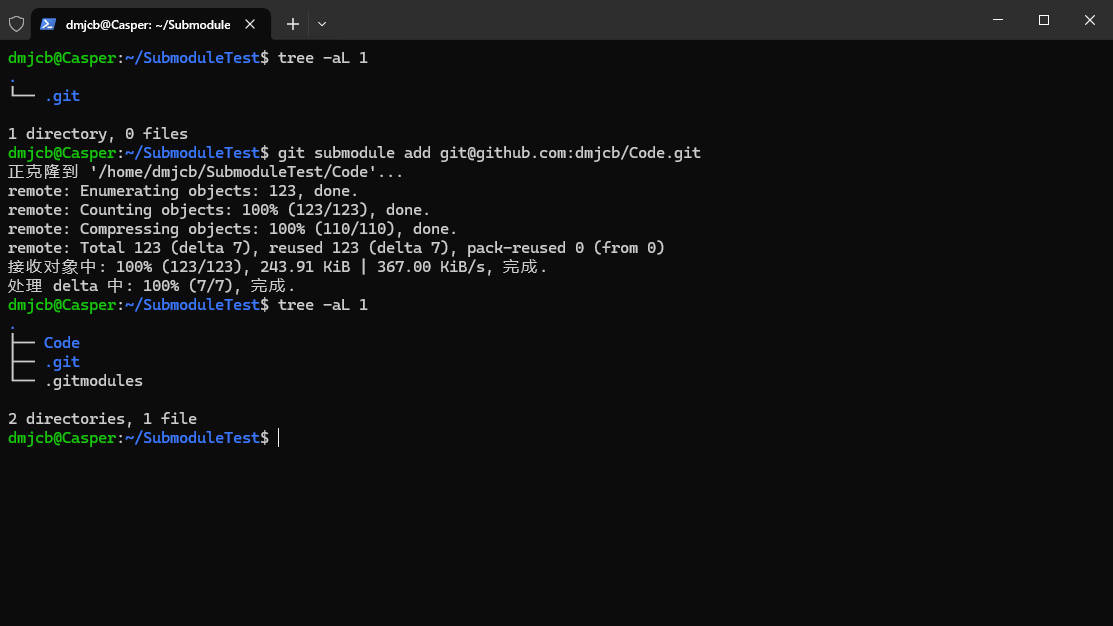 dmjcb@Casper: ~/Submodule
dmjcb@Casper:~/SubmoduleTest$ tree -aL 1
.
└── .git
1 directory, 0 files
dmjcb@Casper:~/SubmoduleTest$ git submodule add git@github.com:dmjcb/Code.git
正克隆到 '/home/dmjcb/SubmoduleTest/Code'...
remote: Enumerating objects: 123, done.
remote: Counting objects: 100% (123/123), done.
remote: Compressing objects: 100% (110/110), done.
remote: Total 123 (delta 7), reused 123 (delta 7), pack-reused 0 (from 0)
接收对象中: 100% (123/123), 243.91 KiB | 367.00 KiB/s, 完成.
处理 delta 中: 100% (7/7), 完成.
dmjcb@Casper:~/SubmoduleTest$ tree -aL 1
.
├── Code
├── .git
└── .gitmodules
2 directories, 1 file
dmjcb@Casper:~/SubmoduleTest$